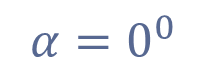 α = 0⁰